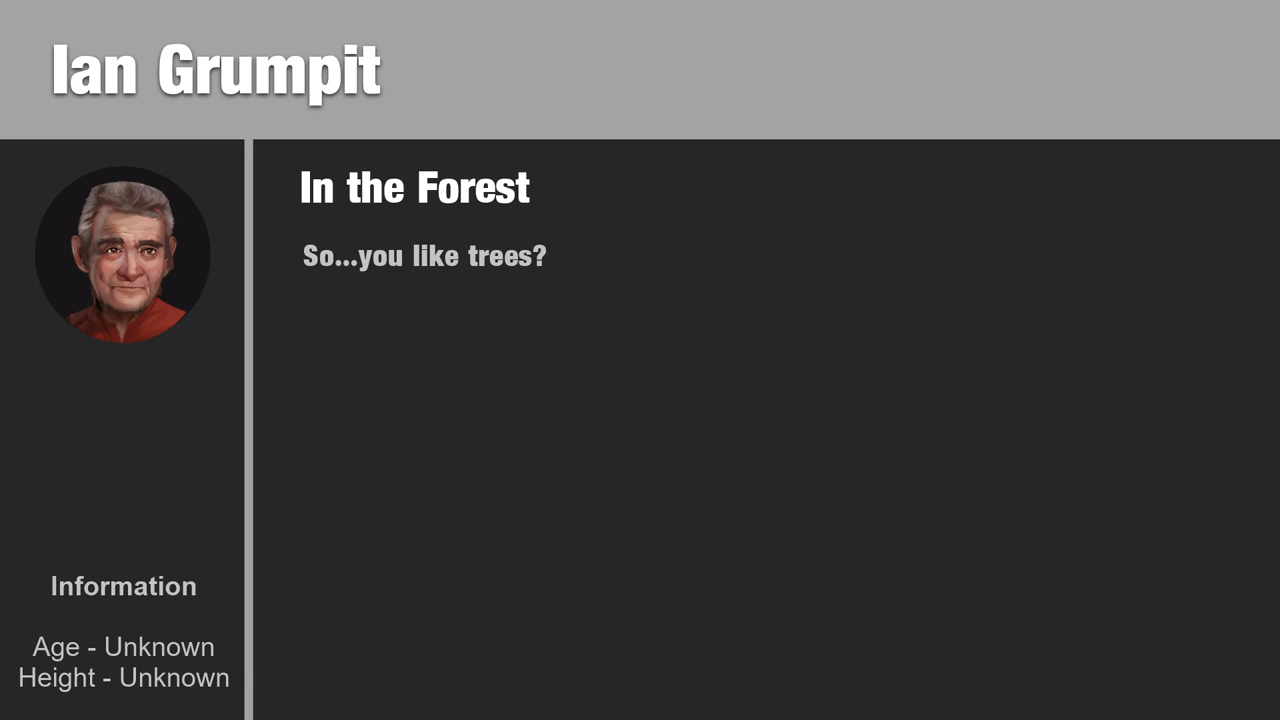 Ian Grumpit
In the Forest
So...you like trees?
Information
Age - Unknown
Height - Unknown